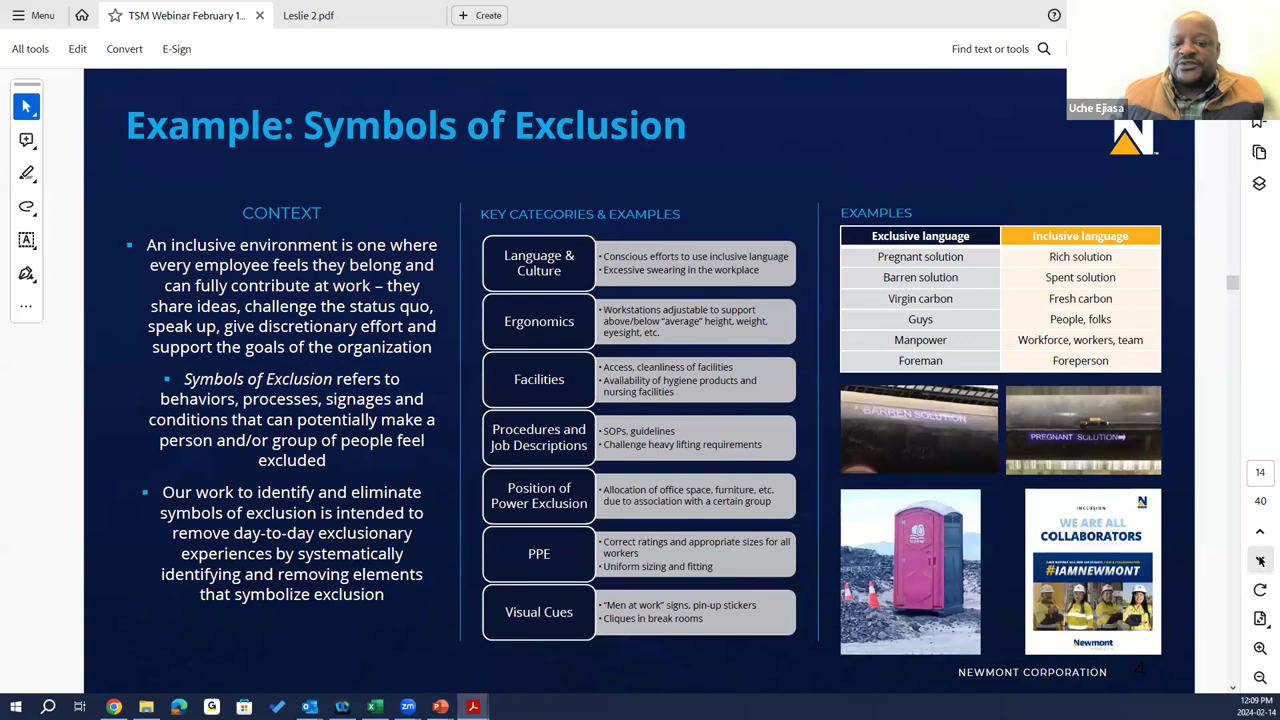 Menu
TSM Webinar February 1...
Leslie 2.pdf
Create
All tools
Edit
Convert
E-Sign
Find text or tools
Uche Ejiasa
Example: Symbols of Exclusion
N
CONTEXT
An inclusive environment is one where
every employee feels they belong and
can fully contribute at work – they
share ideas, challenge the status quo,
speak up, give discretionary effort and
support the goals of the organization
Symbols of Exclusion refers to
behaviors, processes, signages and
conditions that can potentially make a
person and/or group of people feel
excluded
Our work to identify and eliminate
symbols of exclusion is intended to
remove day-to-day exclusionary
experiences by systematically
identifying and removing elements
that symbolize exclusion
KEY CATEGORIES & EXAMPLES
Language &
Culture
• Conscious efforts to use inclusive language
• Excessive swearing in the workplace
Ergonomics
• Workstations adjustable to support
above/below “average” height, weight,
eyesight, etc.
Facilities
• Access, cleanliness of facilities
• Availability of hygiene products and
nursing facilities
Procedures and
Job Descriptions
• SOPs, guidelines
• Challenge heavy lifting requirements
Position of
Power Exclusion
• Allocation of office space, furniture, etc.
due to association with a certain group
PPE
• Correct ratings and appropriate sizes for all
workers
• Uniform sizing and fitting
Visual Cues
• “Men at work” signs, pin-up stickers
• Cliques in break rooms
EXAMPLES
Exclusive language Inclusive language
Pregnant solution Rich solution
Barren solution Spent solution
Virgin carbon Fresh carbon
Guys People, folks
Manpower Workforce, workers, team
Foreman Foreperson
BARREN SOLUTION
PREGNANT SOLUTION
INCLUSION
WE ARE ALL
COLLABORATORS
#IAMNEWMONT
Newmont
NEWMONT CORPORATION
4
14
40
12:09 PM
2024-02-14